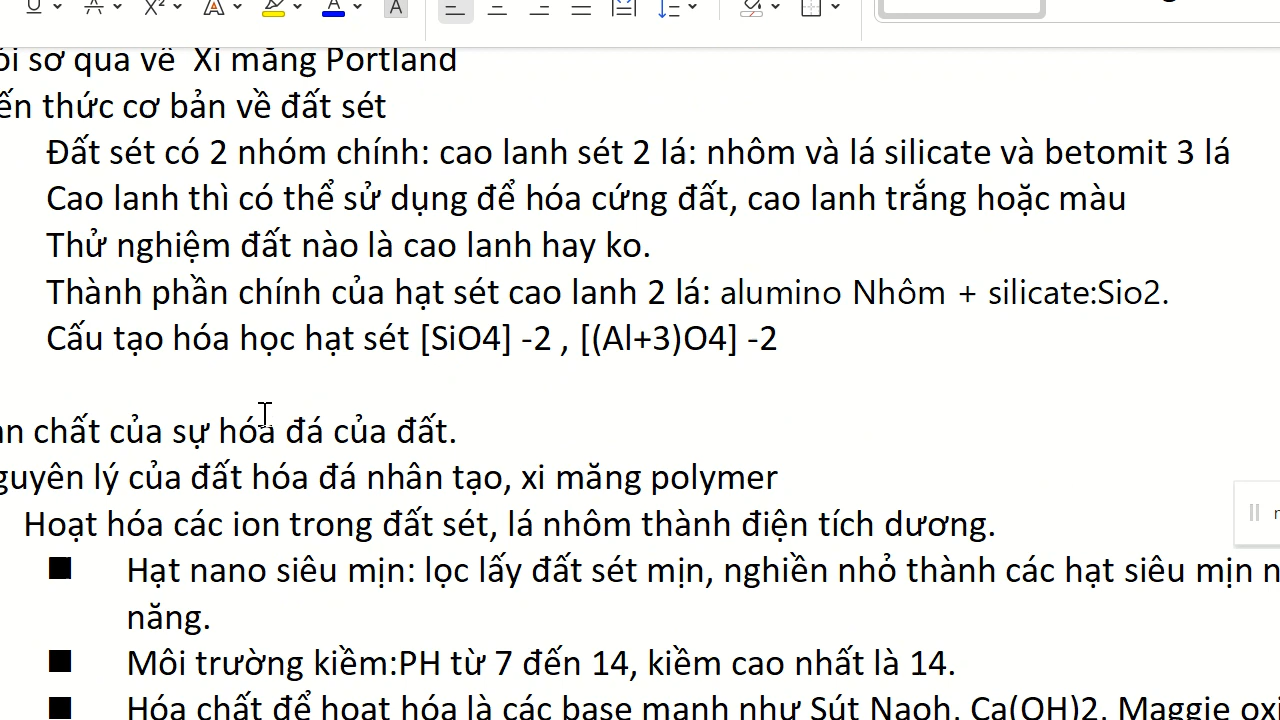 ói sơ qua về Xi măng Portland
ến thức cơ bản về đất sét
Đất sét có 2 nhóm chính: cao lanh sét 2 lá: nhôm và lá silicate và betomit 3 lá
Cao lanh thì có thể sử dụng để hóa cứng đất, cao lanh trắng hoặc màu
Thử nghiệm đất nào là cao lanh hay ko.
Thành phần chính của hạt sét cao lanh 2 lá: alumino Nhôm + silicate:Sio2.
Cấu tạo hóa học hạt sét [SiO4] -2 , [(Al+3)O4] -2
ản chất của sự hóa đá của đất.
guyên lý của đất hóa đá nhân tạo, xi măng polymer
Hoạt hóa các ion trong đất sét, lá nhôm thành điện tích dương.
Hạt nano siêu mịn: lọc lấy đất sét mịn, nghiền nhỏ thành các hạt siêu mịn n
năng.
Môi trường kiềm:PH từ 7 đến 14, kiềm cao nhất là 14.
Hóa chất để hoạt hóa là các base mạnh như Sút Naoh, Ca(OH)2, Maggie oxi